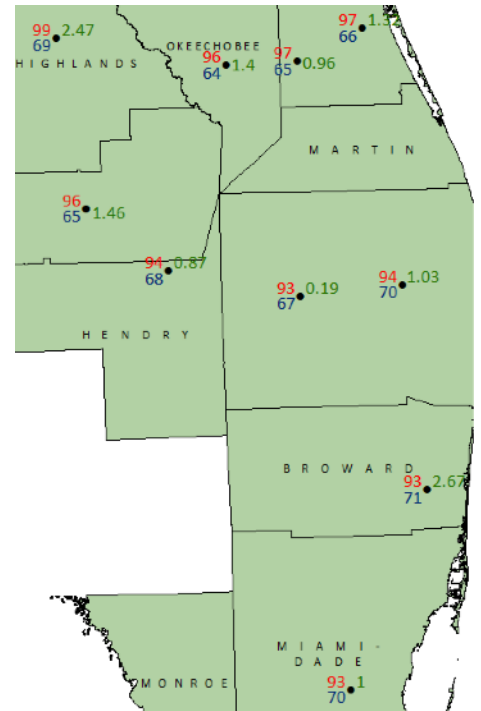 99 2.47
69
HIGHLANDS
OKEECHOBEE
96
64 1.4
97
65 0.96
97 1.32
66
MARTIN
96
65 1.46
94 0.87
68
93 0.19
67
94 1.03
70
HENDRY
BROWARD
93 2.67
71
MIAMI-
DADE
MONROE
93 1
70